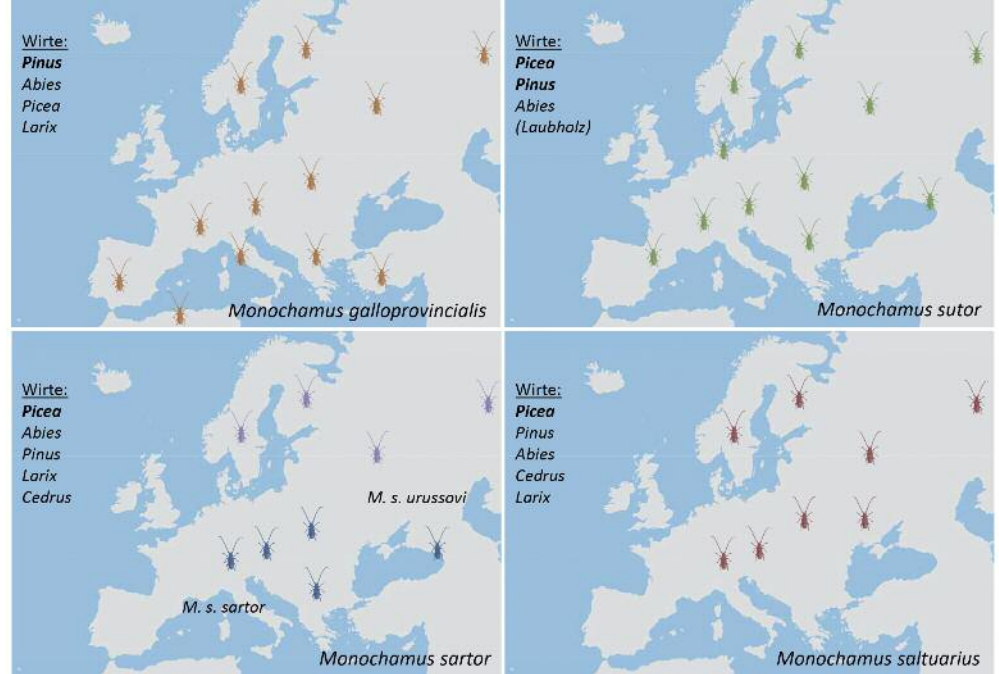 Wirte:
Pinus
Abies
Picea
Larix
Monochamus galloprovincialis
Wirte:
Picea
Pinus
Abies
(Laubholz)
Monochamus sutor
Wirte:
Picea
Abies
Pinus
Larix
Cedrus
M. s. urussovi
M. s. sartor
Monochamus sartor
Wirte:
Picea
Pinus
Abies
Cedrus
Larix
Monochamus saltuarius